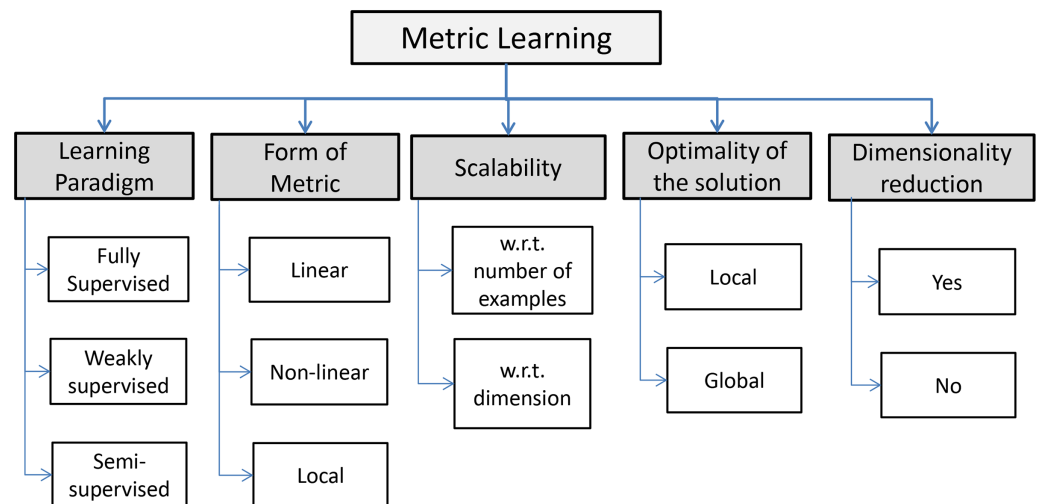 Metric Learning
Learning
Paradigm
Form of
Metric
Scalability
Optimality of
the solution
Dimensionality
reduction
Fully
Supervised
Weakly
supervised
Semi-
supervised
Linear
Non-linear
Local
w.r.t.
number of
examples
w.r.t.
dimension
Local
Global
Yes
No